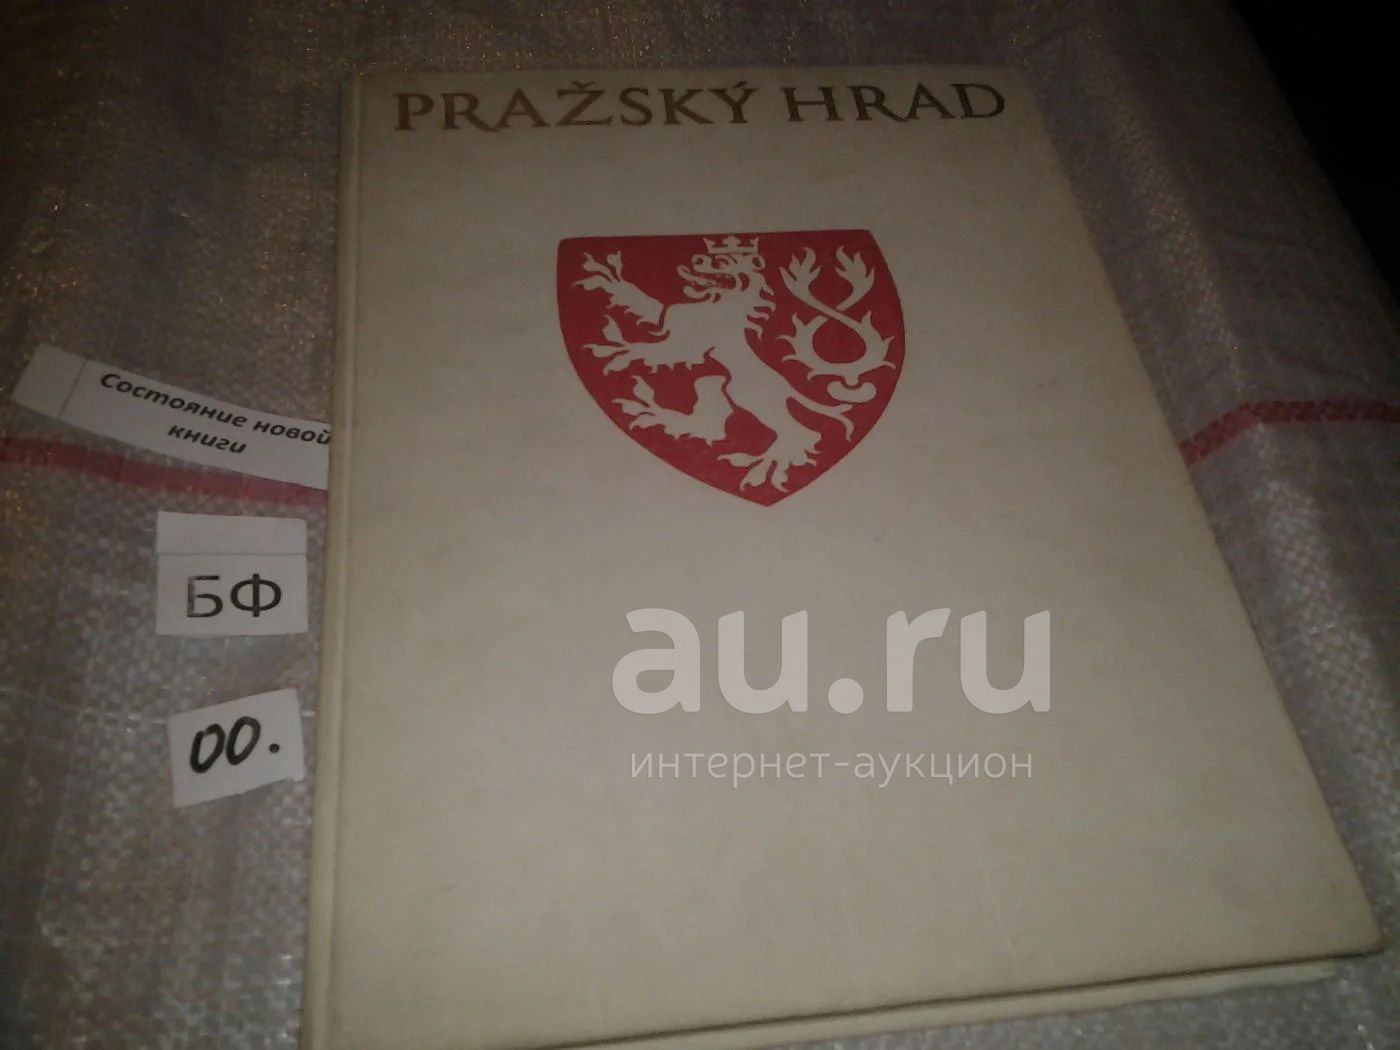 PRAŽSKÝ HRAD
Состояние новой
книги
БФ
00.
au.ru
интернет-аукцион